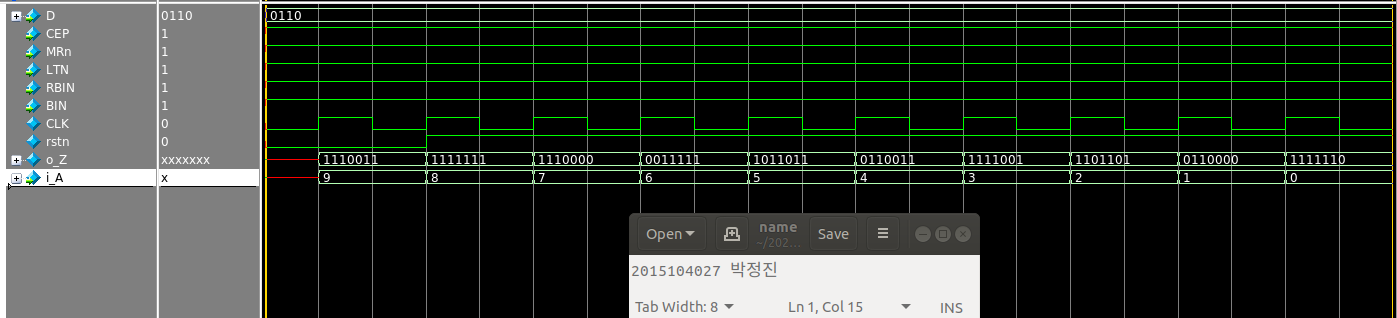 D 0110 0110
CEP 1
MRn 1
LTN 1
RBIN 1
BIN 1
CLK 0
rstn 0
o_Z xxxxxxx 1110011 1111111 1110000 0011111 1011011 0110011 1111001 1101101 0110000 1111110
i_A x 9 8 7 6 5 4 3 2 1 0
Open name Save
~/202...
2015104027 박정진
Tab Width: 8 Ln 1, Col 15 INS